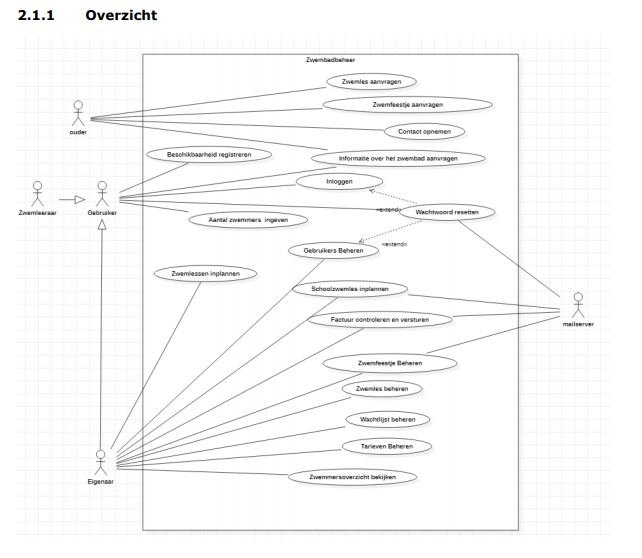 2.1.1 Overzicht
Zwembadbeheer
Zwemles aanvragen
Zwemfeestje aanvragen
ouder
Contact opnemen
Beschikbaarheid registreren
Informatie over het zwembad aanvragen
Inloggen
Zwemleeraar
Gebruiker
«extend»
Wachtwoord resetten
Aantal zwemmers ingeven
«extend»
Gebruikers Beheren
Zwemlessen inplannen
Schoolzwemles inplannen
Factuur controleren en versturen
mailserver
Zwemfeestje Beheren
Zwemles beheren
Wachtlijst beheren
Tarieven Beheren
Zwemmersoverzicht bekijken
Eigenaar